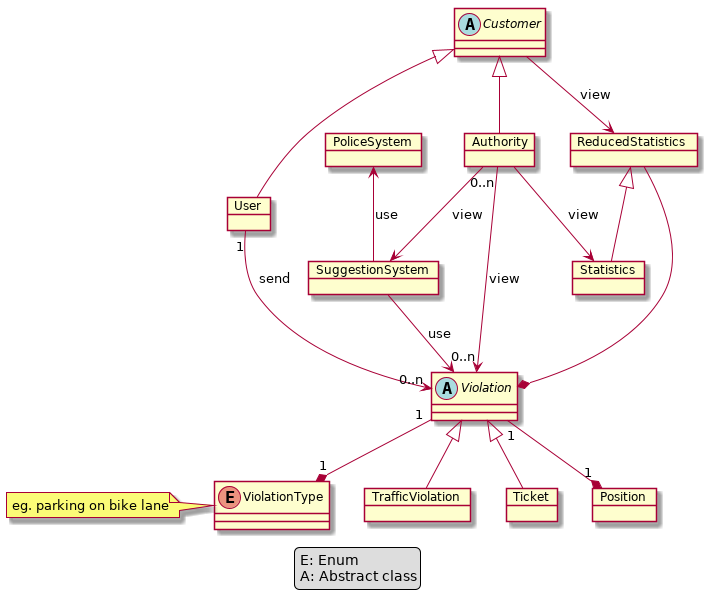 A Customer
view
PoliceSystem
Authority
ReducedStatistics
0..n
User
use
view
view
1
send
SuggestionSystem
Statistics
view
use
0..n
0..n
A Violation
1
1
1
1
eg. parking on bike lane
E ViolationType
TrafficViolation
Ticket
Position
E: Enum
A: Abstract class